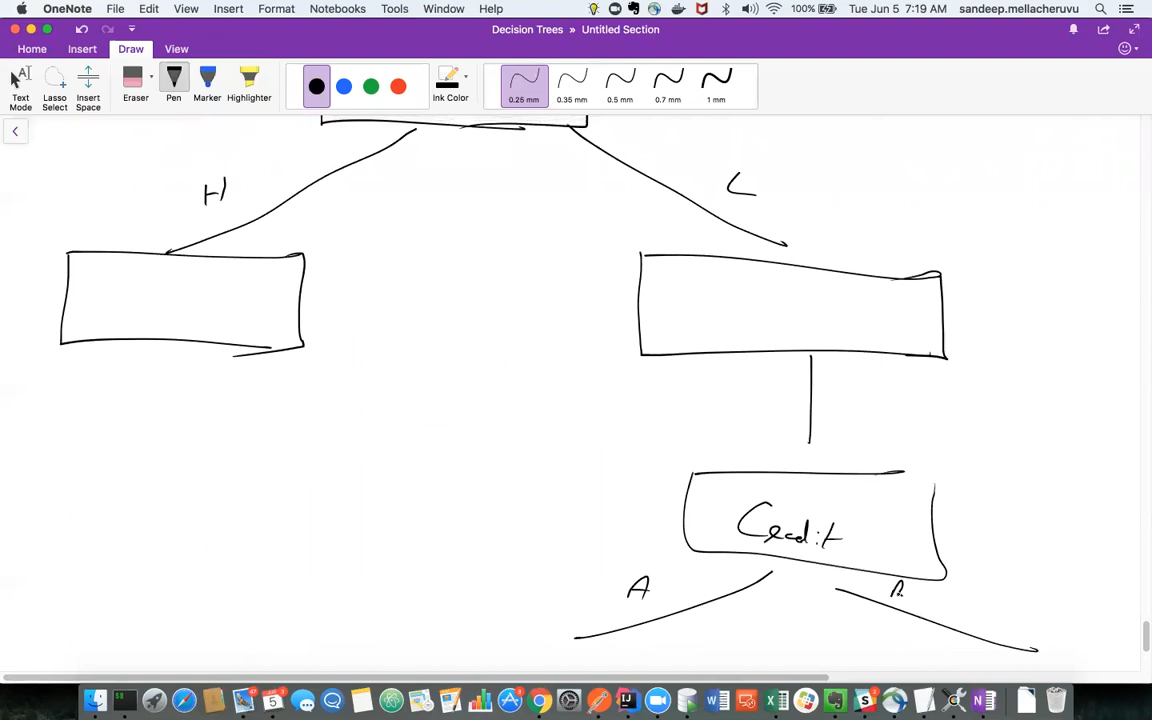 OneNote File Edit View Insert Format Notebooks Tools Window Help 100% Tue Jun 5 7:19 AM sandeep.mellacheruvu
Decision Trees » Untitled Section
Home Insert Draw View
Text Mode
Lasso Select
Insert Space
Eraser
Pen
Marker
Highlighter
Ink Color
0.25 mm
0.35 mm
0.5 mm
0.7 mm
1 mm
H
L
Credit
A